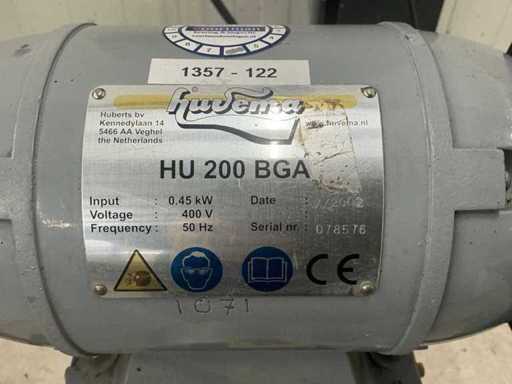 1357 - 122
huvema
Huberts bv
Kennedylaan 14
5466 AA Veghel
the Netherlands
www.huvema.nl
HU 200 BGA
Input : 0.45 kW
Voltage : 400 V
Frequency : 50 Hz
Date : /2002
Serial nr. : 078576
CE
1071